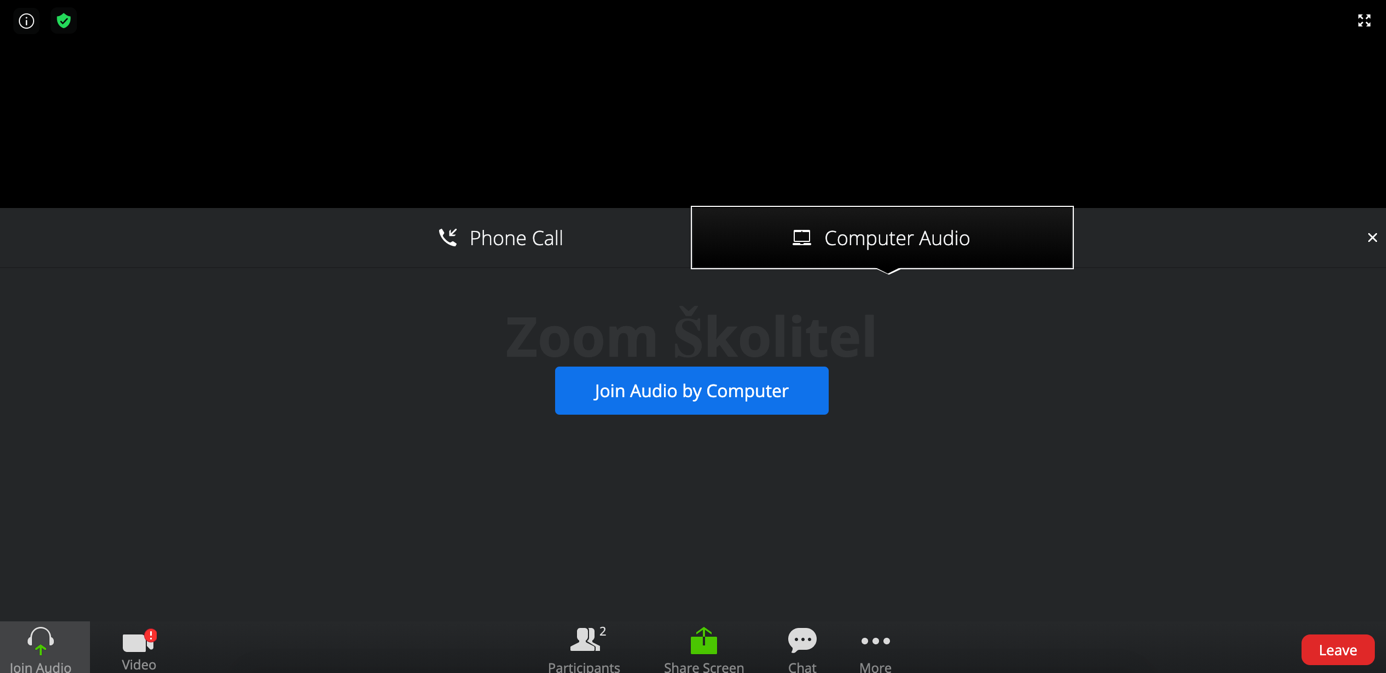 Phone Call
Computer Audio
Zoom Školitel
Join Audio by Computer
2
Join Audio
Video
Participants
Share Screen
Chat
More
Leave